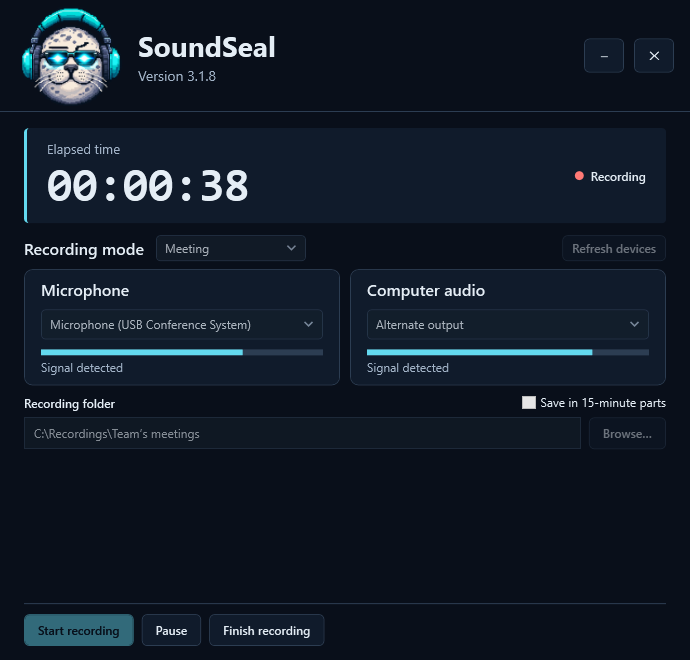 SoundSeal
Version 3.1.8
Elapsed time
00:00:38
Recording
Recording mode
Meeting
Refresh devices
Microphone
Microphone (USB Conference System)
Signal detected
Computer audio
Alternate output
Signal detected
Recording folder
Save in 15-minute parts
C:\Recordings\Team’s meetings
Browse...
Start recording
Pause
Finish recording